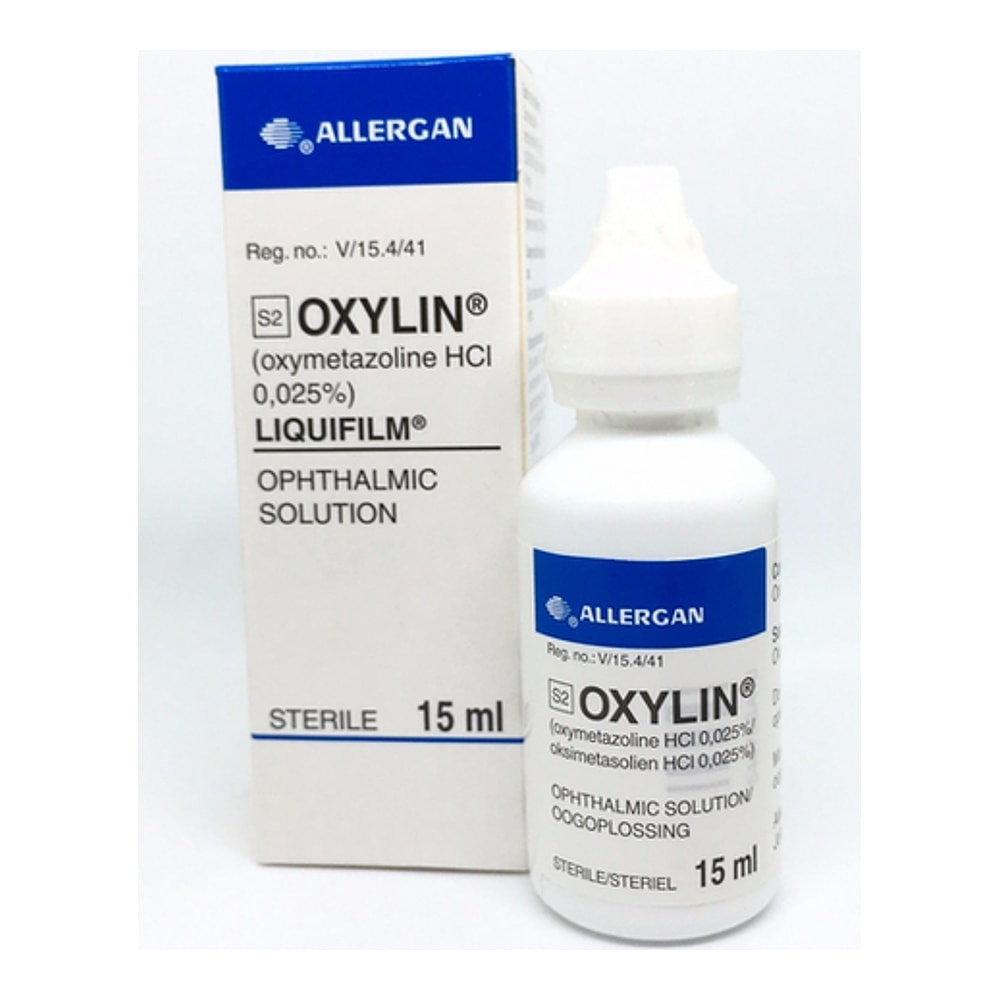 ALLERGAN
Reg. no.: V/15.4/41
S2 OXYLIN®
(oxymetazoline HCl
0,025%)
LIQUIFILM®
OPHTHALMIC
SOLUTION
STERILE 15 ml
ALLERGAN
Reg. no.: V/15.4/41
S2 OXYLIN®
(oxymetazoline HCl 0,025%/
oksimetasolien HCl 0,025%)
OPHTHALMIC SOLUTION/
OOGOPLOSSING
STERILE/STERIEL 15 ml